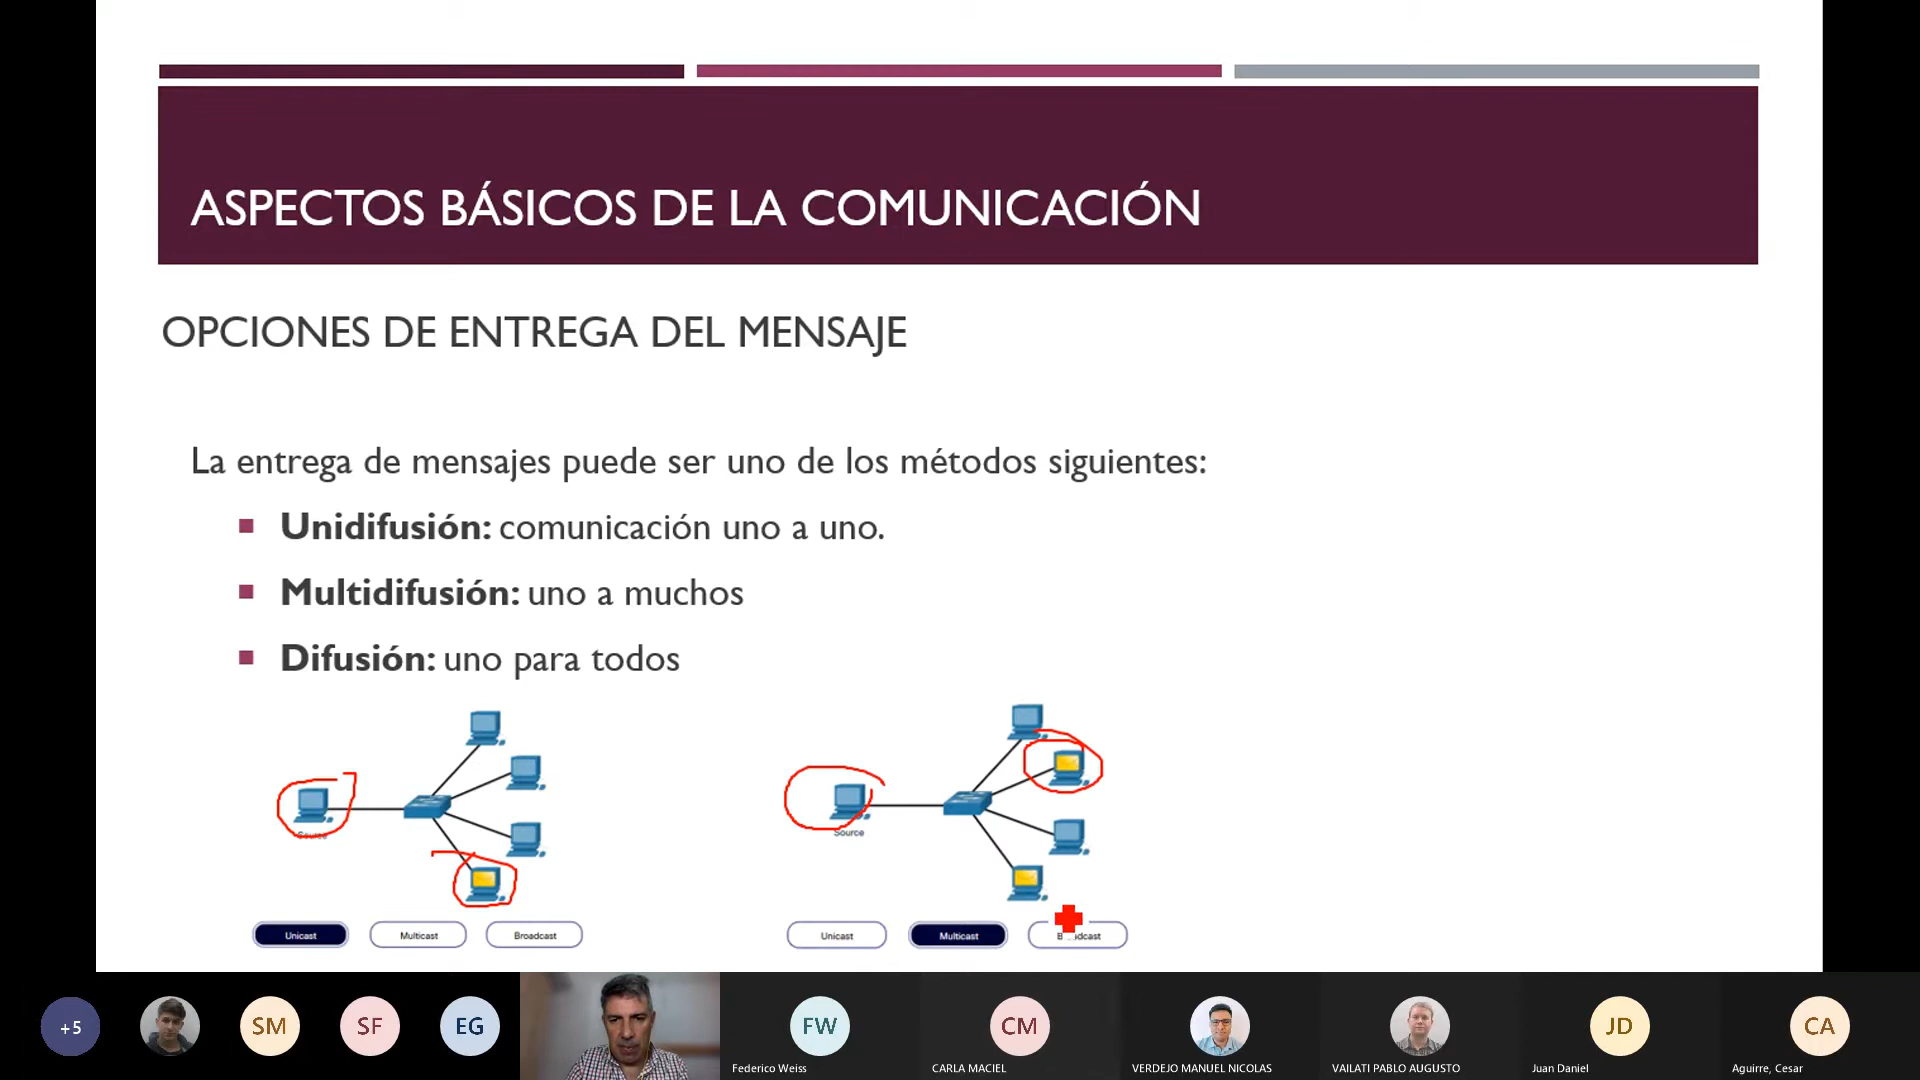 ASPECTOS BÁSICOS DE LA COMUNICACIÓN
OPCIONES DE ENTREGA DEL MENSAJE
La entrega de mensajes puede ser uno de los métodos siguientes:
Unidifusión: comunicación uno a uno.
Multidifusión: uno a muchos
Difusión: uno para todos
Source
Source
Unicast
Multicast
Broadcast
Unicast
Multicast
+5
SM
SF
EG
FW
CM
JD
CA
Federico Weiss
CARLA MACIEL
VERDEJO MANUEL NICOLAS
VAILATI PABLO AUGUSTO
Juan Daniel
Aguirre, Cesar